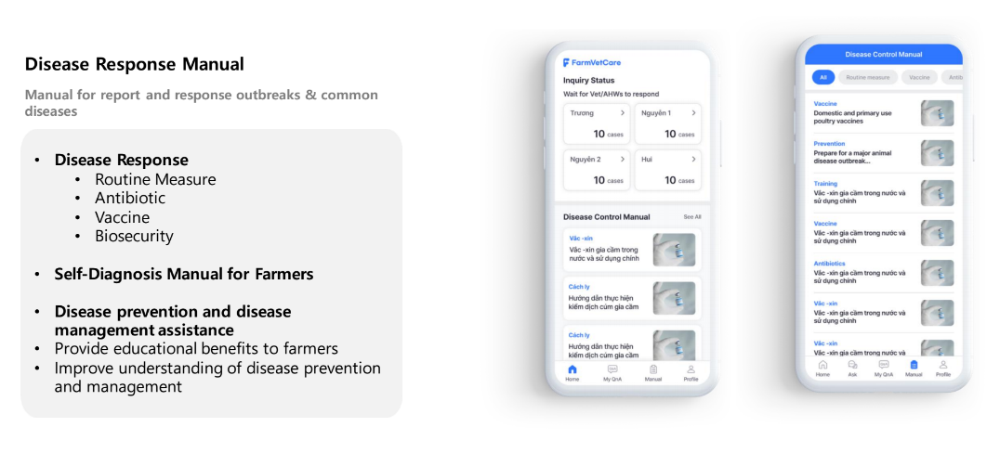 Disease Response Manual
Manual for report and response outbreaks & common
diseases
• Disease Response
• Routine Measure
• Antibiotic
• Vaccine
• Biosecurity
• Self-Diagnosis Manual for Farmers
• Disease prevention and disease
management assistance
• Provide educational benefits to farmers
• Improve understanding of disease prevention
and management
FarmVetCare
Inquiry Status
Wait for Vet/AHWs to respond
Trương >
10 cases
Nguyên 1 >
10 cases
Nguyên 2 >
10 cases
Hui >
10 cases
Disease Control Manual
See All
Vắc -xin
Vắc -xin gia cầm trong
nước và sử dụng chính
Cách ly
Hướng dẫn thực hiện
kiểm dịch cúm gia cầm
Cách ly
Hướng dẫn thực hiện
kiểm dịch cúm gia cầm
Home
My QnA
Manual
Profile
Disease Control Manual
All
Routine measure
Vaccine
Antib
Vaccine
Domestic and primary use
poultry vaccines
Prevention
Prepare for a major animal
disease outbreak...
Training
Vắc -xin gia cầm trong nước và
sử dụng chính
Vaccine
Vắc -xin gia cầm trong nước và
sử dụng chính
Antibiotics
Vắc -xin gia cầm trong nước và
sử dụng chính
Vắc -xin
Vắc -xin gia cầm trong nước và
sử dụng chính
Vắc -xin
Vắc -xin gia cầm trong nước và
Home
Ask
My QnA
Manual
Profile